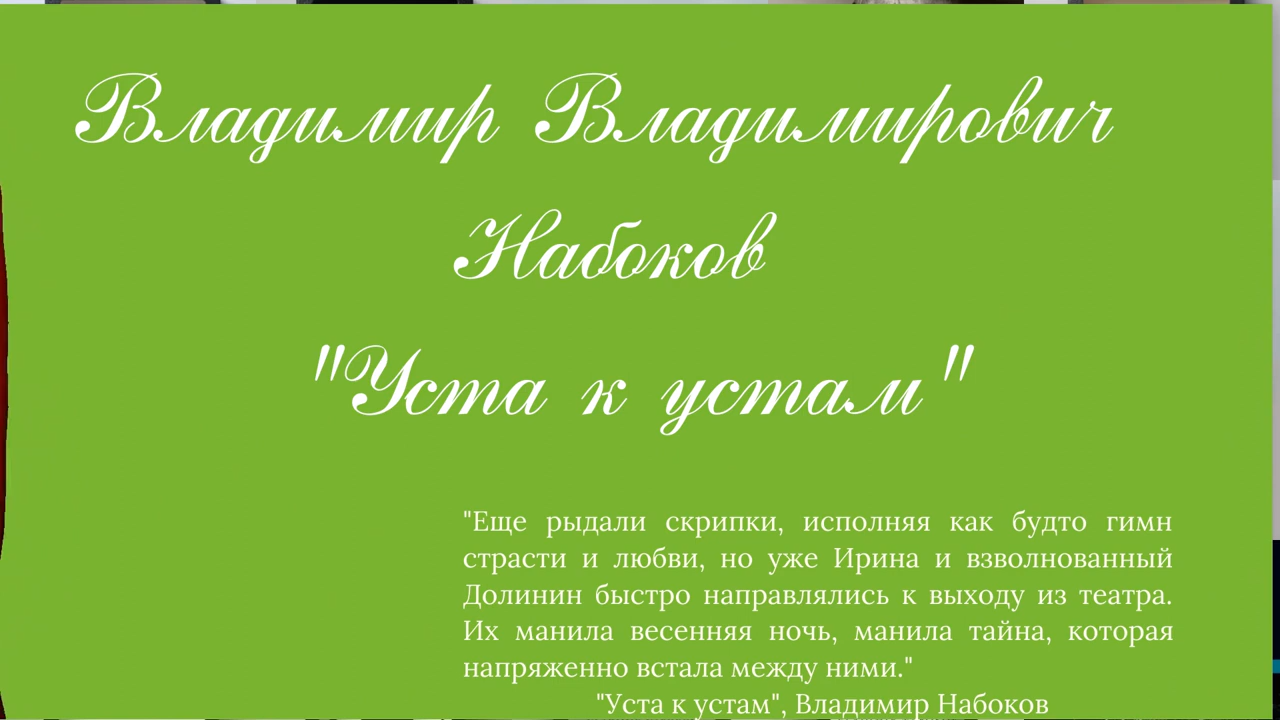 Владимир Владимирович
Набоков
"Уста к устам"
"Еще рыдали скрипки, исполняя как будто гимн
страсти и любви, но уже Ирина и взволнованный
Долинин быстро направлялись к выходу из театра.
Их манила весенняя ночь, манила тайна, которая
напряженно встала между ними."
"Уста к устам", Владимир Набоков